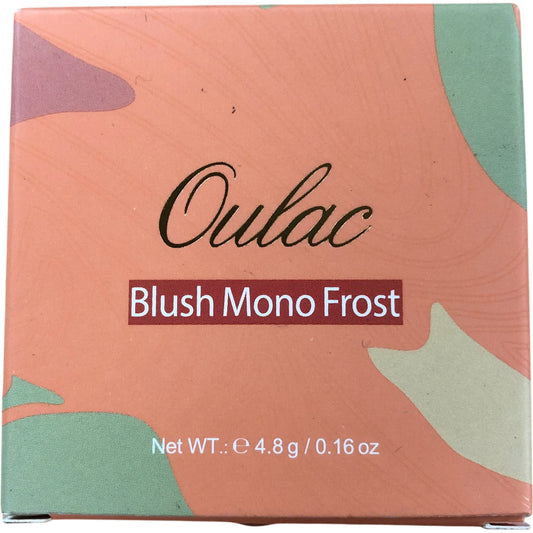 Oulac
Blush Mono Frost
Net WT.: ℮ 4.8 g / 0.16 oz